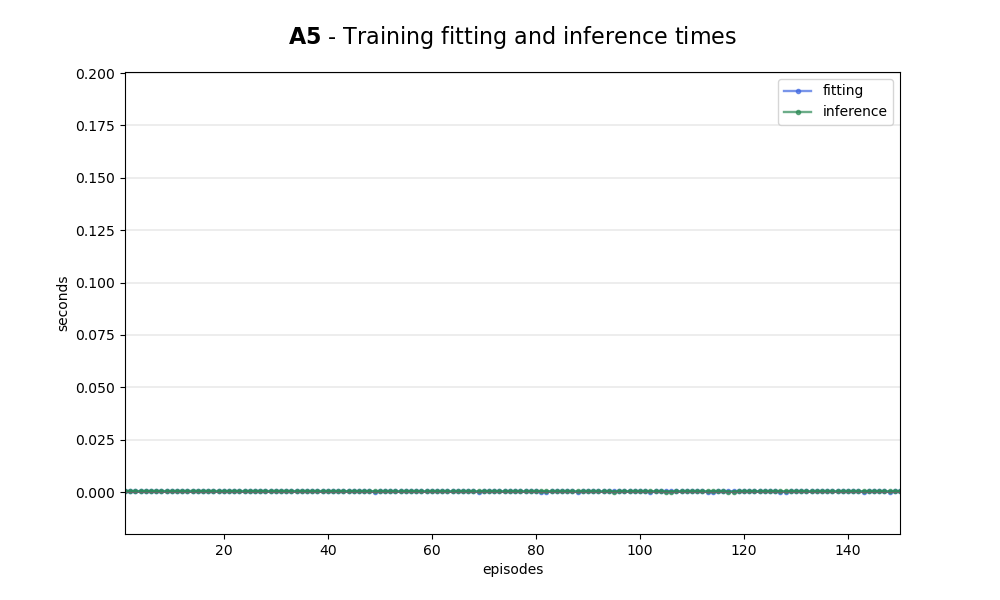 A5 - Training fitting and inference times
fitting
inference
0.200
0.175
0.150
0.125
0.100
0.075
0.050
0.025
0.000
seconds
20 40 60 80 100 120 140
episodes